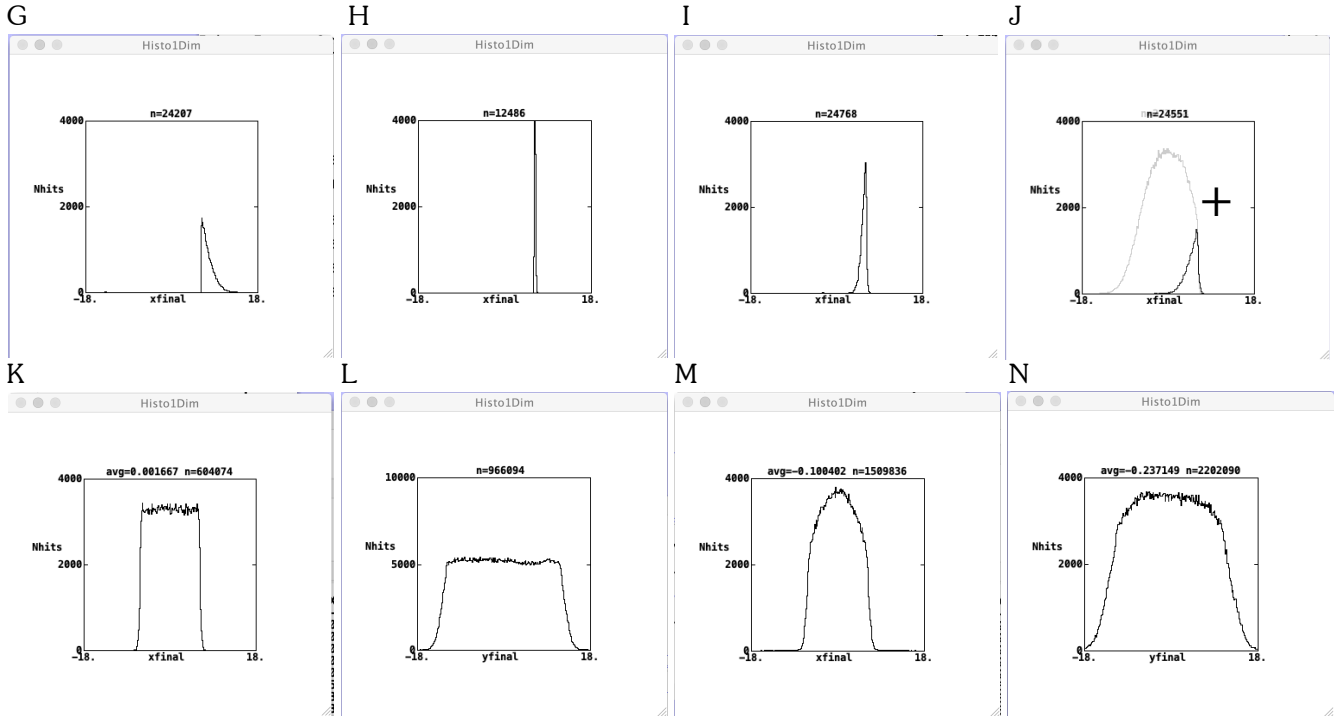 G H I J
Histo1Dim Histo1Dim Histo1Dim Histo1Dim
n=24207 n=12486 n=24768 n=24551
4000 4000 4000 4000
Nhits Nhits Nhits Nhits
2000 2000 2000 2000
0 0 0 0
-18. xfinal 18. -18. xfinal 18. -18. xfinal 18. -18. xfinal 18.
K L M N
Histo1Dim Histo1Dim Histo1Dim Histo1Dim
avg=0.001667 n=604074 n=966094 avg=-0.100402 n=1509836 avg=-0.237149 n=2202090
4000 10000 4000 4000
Nhits Nhits Nhits Nhits
2000 5000 2000 2000
0 0 0 0
-18. xfinal 18. -18. yfinal 18. -18. xfinal 18. -18. yfinal 18.